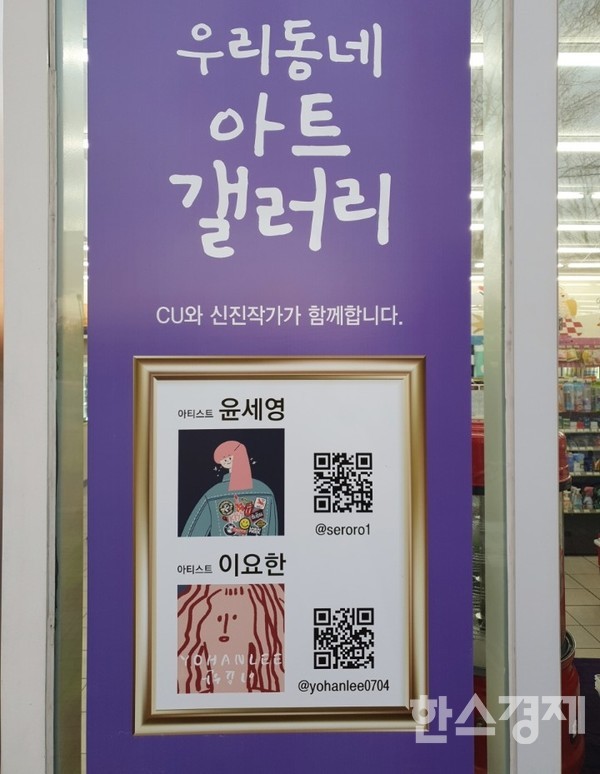 우리동네
아트
갤러리
CU와 신진작가가 함께합니다.
아티스트 윤세영
@seroro1
아티스트 이요한
YOHANLEE
@yohanlee0704
한스경제